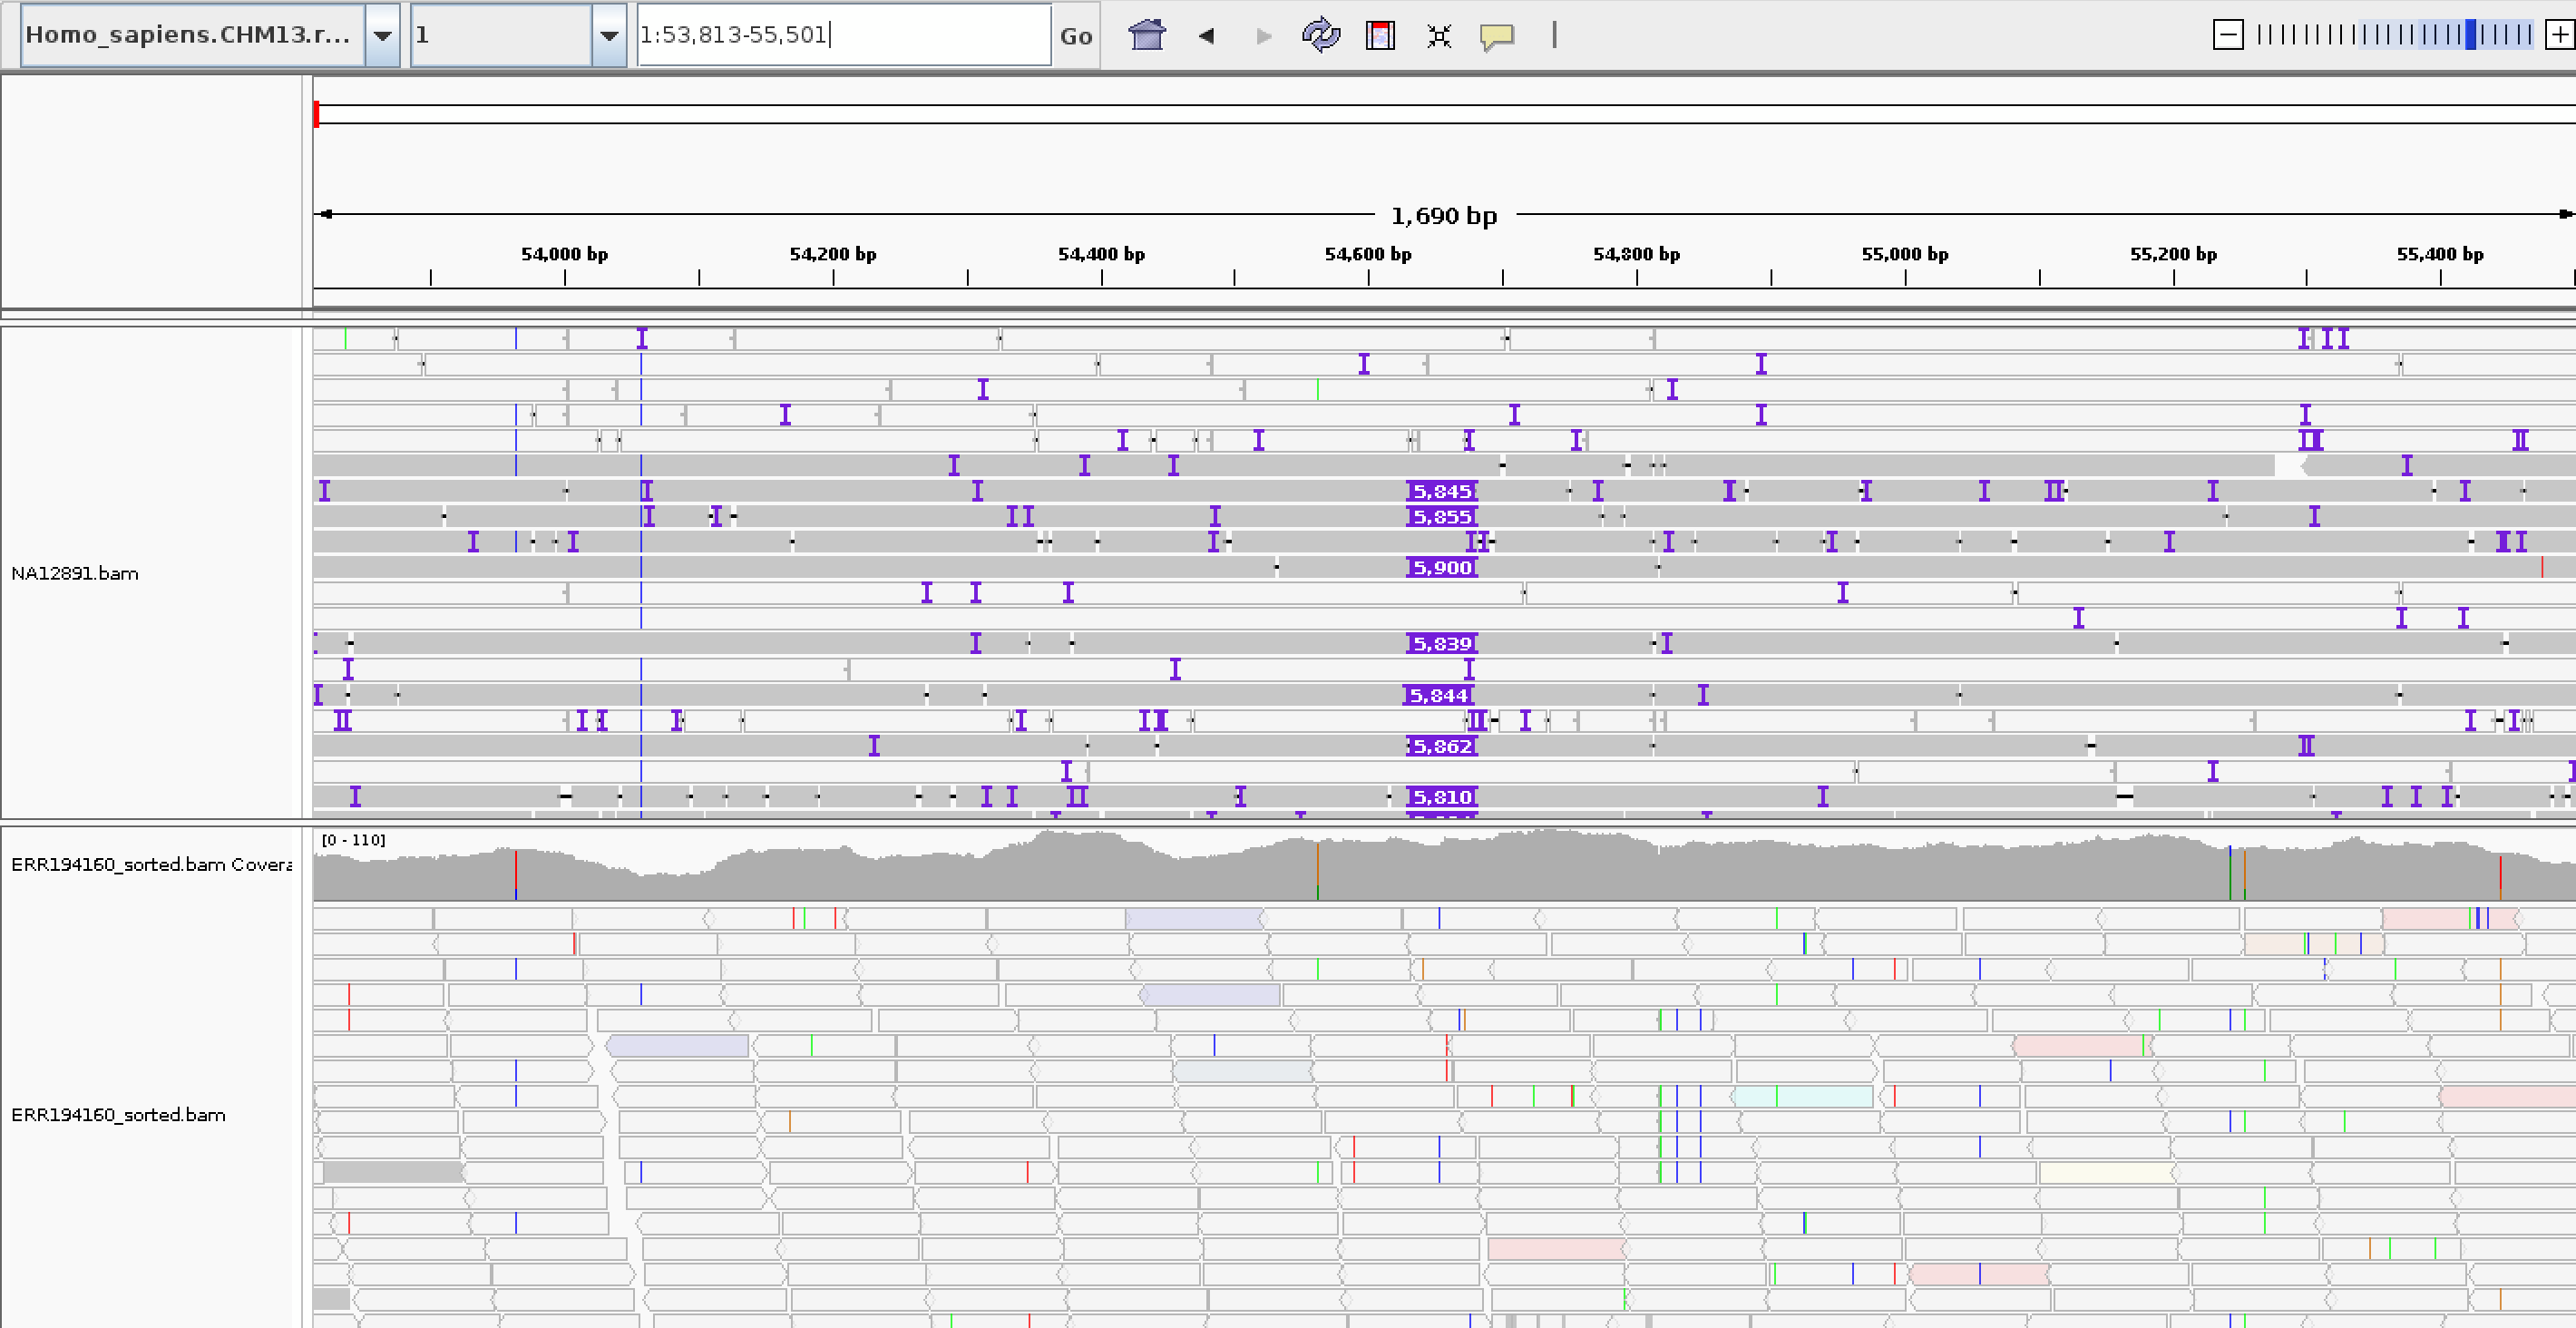 Homo_sapiens.CHM13.r... 1 1:53,813-55,501 Go
1,690 bp
54,000 bp 54,200 bp 54,400 bp 54,600 bp 54,800 bp 55,000 bp 55,200 bp 55,400 bp
5,845
5,855
NA12891.bam
5,900
5,839
5,844
5,862
5,810
[0 - 110]
ERR194160_sorted.bam Covera
ERR194160_sorted.bam